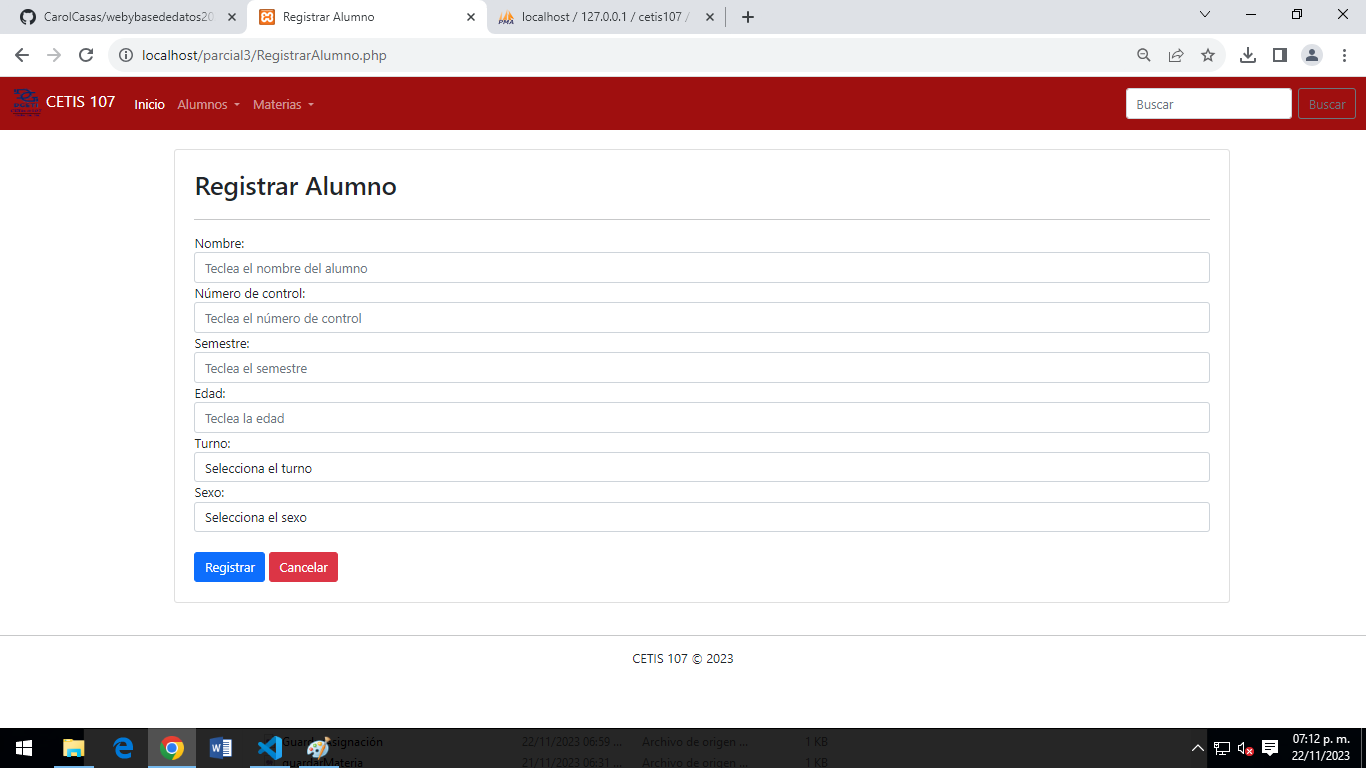 CarolCasas/webybasededatos20
Registrar Alumno
localhost / 127.0.0.1 / cetis107 /
localhost/parcial3/RegistrarAlumno.php
CETIS 107 Inicio Alumnos Materias Buscar Buscar
Registrar Alumno
Nombre:
Teclea el nombre del alumno
Número de control:
Teclea el número de control
Semestre:
Teclea el semestre
Edad:
Teclea la edad
Turno:
Selecciona el turno
Sexo:
Selecciona el sexo
Registrar Cancelar
CETIS 107 © 2023
Asignación 22/11/2023 06:59 ... Archivo de origen ... 1 KB
guardarMateria 21/11/2023 06:31 ... Archivo de origen ... 1 KB
07:12 p. m.
22/11/2023